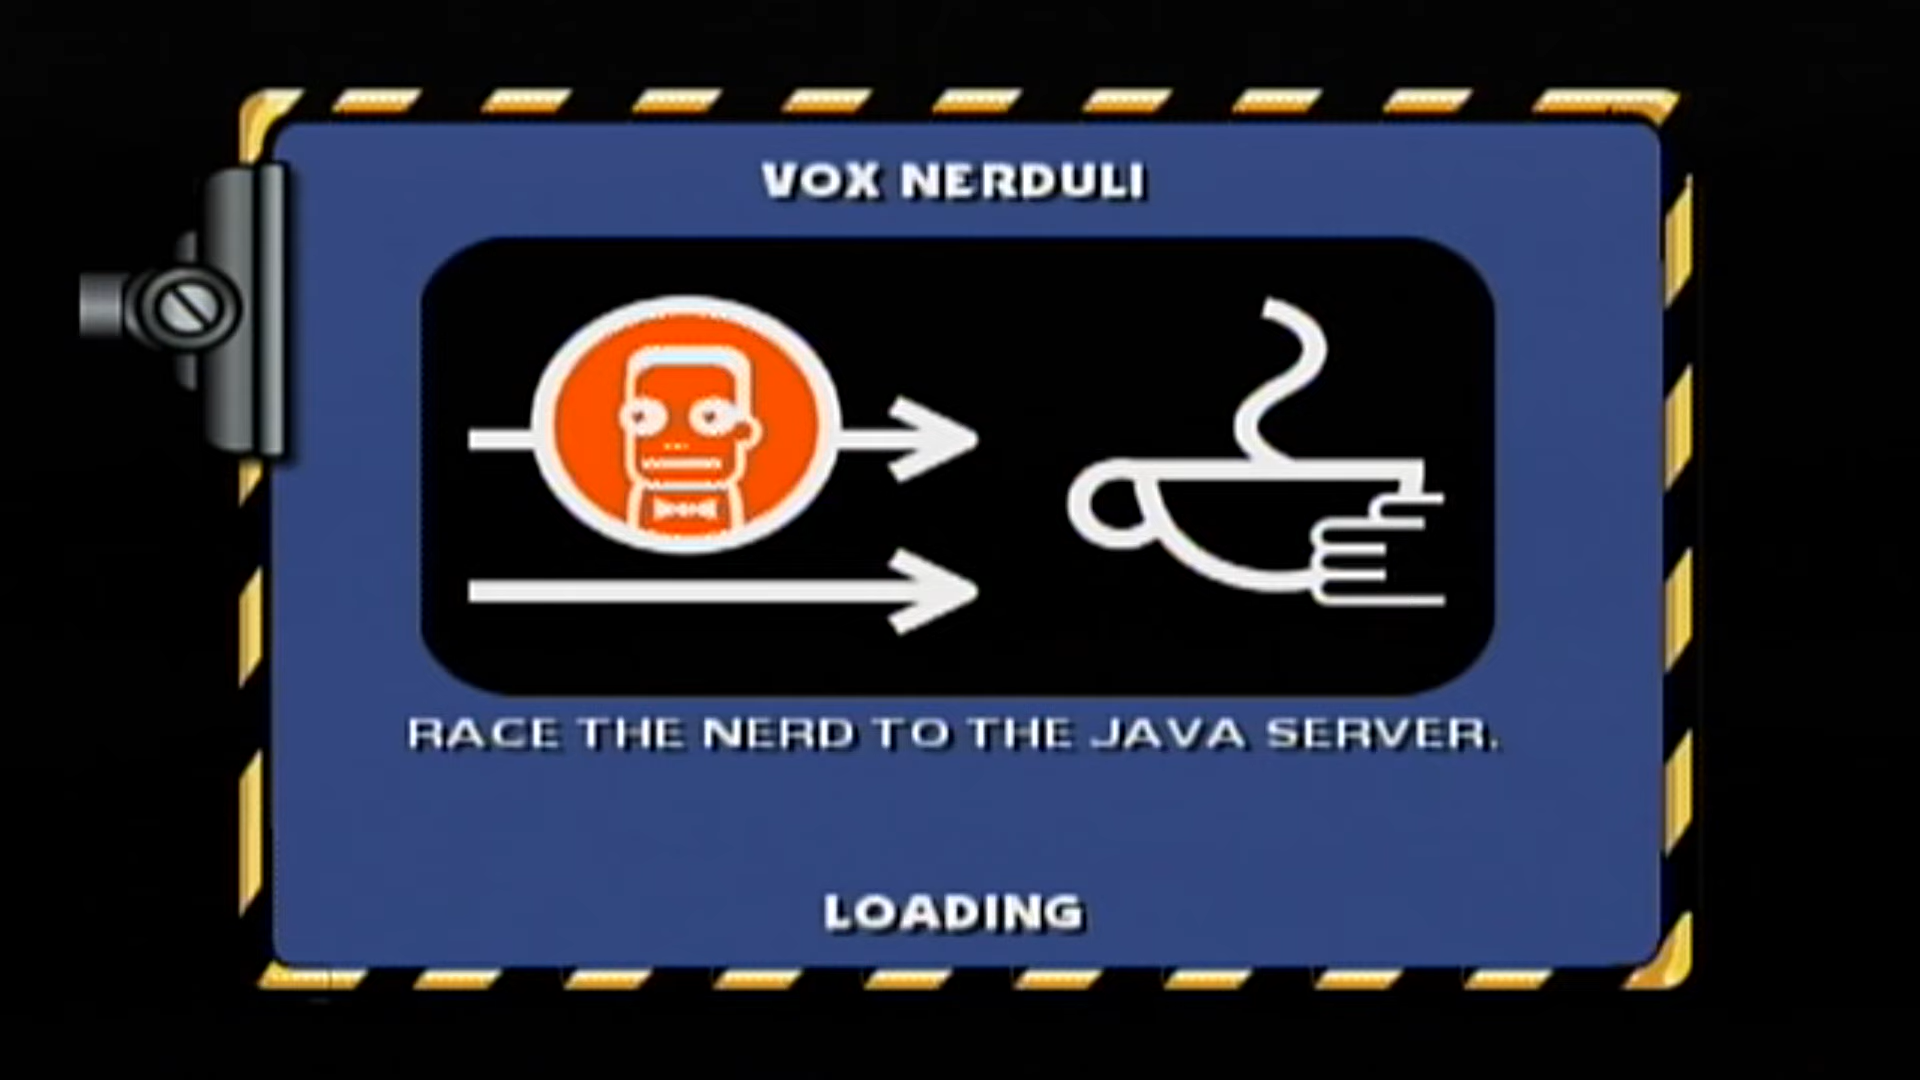 VOX NERDULI
RACE THE NERD TO THE JAVA SERVER.
LOADING